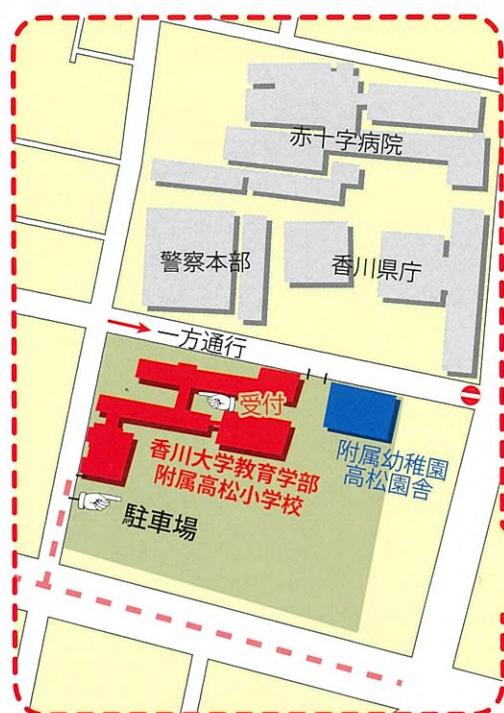 赤十字病院
警察本部
香川県庁
一方通行
受付
香川大学教育学部
附属高松小学校
附属幼稚園
高松園舎
駐車場